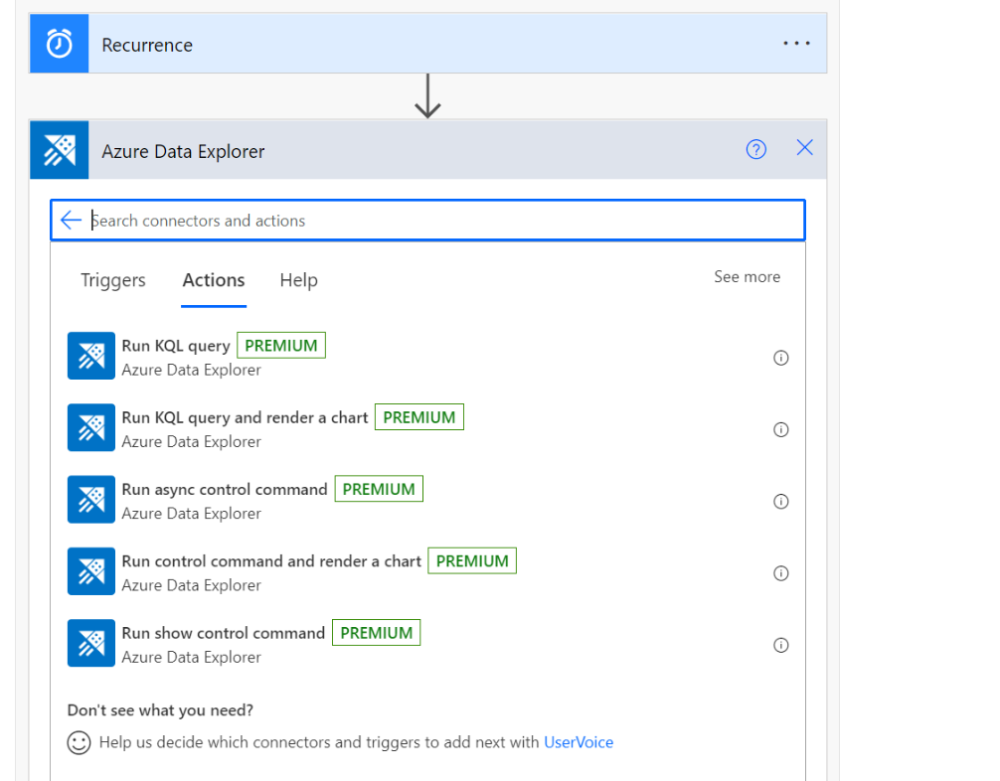 Recurrence
Azure Data Explorer
Search connectors and actions
Triggers Actions Help See more
Run KQL query PREMIUM
Azure Data Explorer
Run KQL query and render a chart PREMIUM
Azure Data Explorer
Run async control command PREMIUM
Azure Data Explorer
Run control command and render a chart PREMIUM
Azure Data Explorer
Run show control command PREMIUM
Azure Data Explorer
Don't see what you need?
Help us decide which connectors and triggers to add next with UserVoice